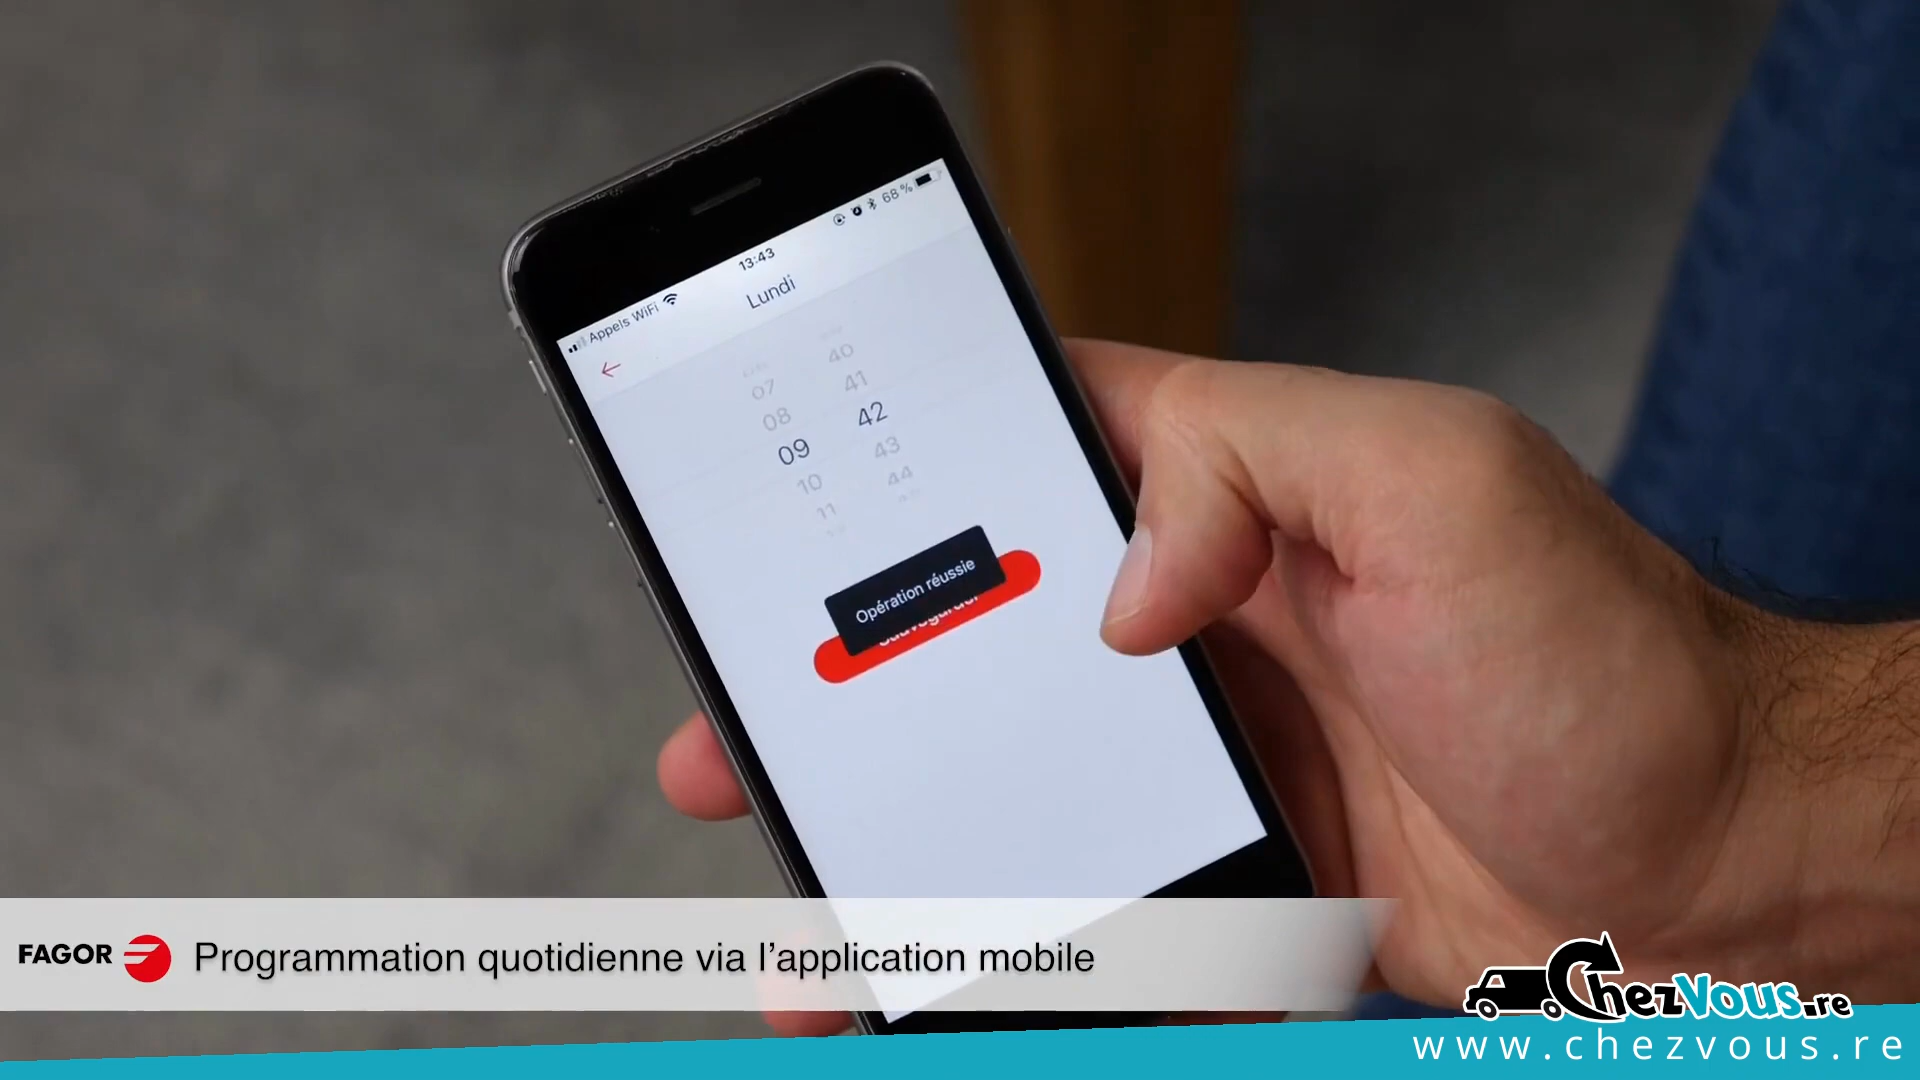 Appels WiFi
13:43
68 %
Lundi
07
40
08
41
09
42
10
43
11
44
Opération réussie
FAGOR
Programmation quotidienne via l'application mobile
ChezVous.re
www.chezvous.re